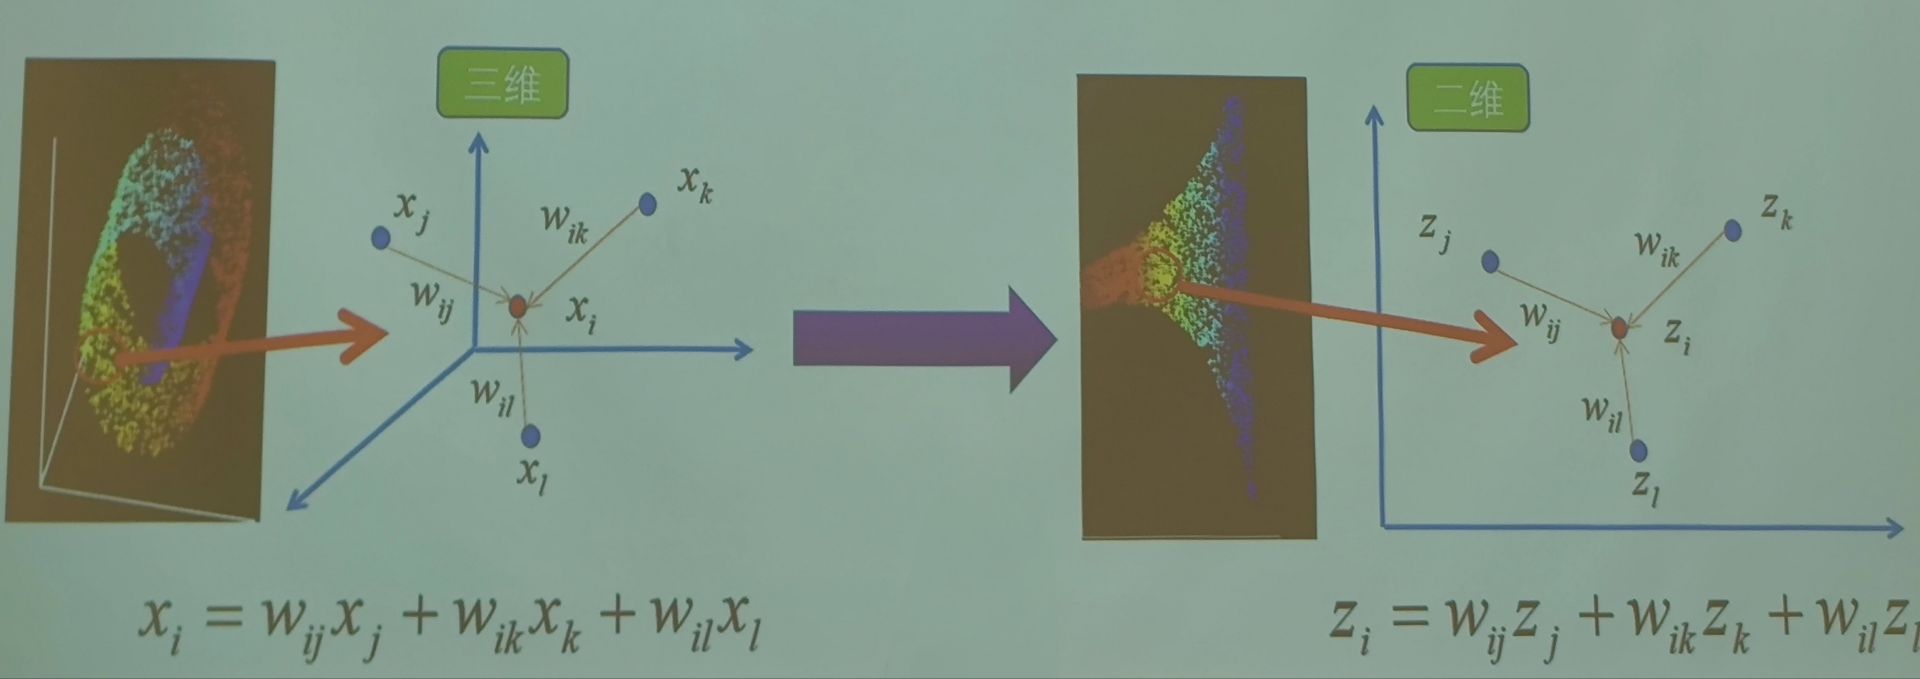 三维
x_j
x_k
w_{ik}
w_{ij}
x_i
w_{il}
x_l
x_i = w_{ij}x_j + w_{ik}x_k + w_{il}x_l
二维
z_j
z_k
w_{ik}
w_{ij}
z_i
w_{il}
z_l
z_i = w_{ij}z_j + w_{ik}z_k + w_{il}z_l